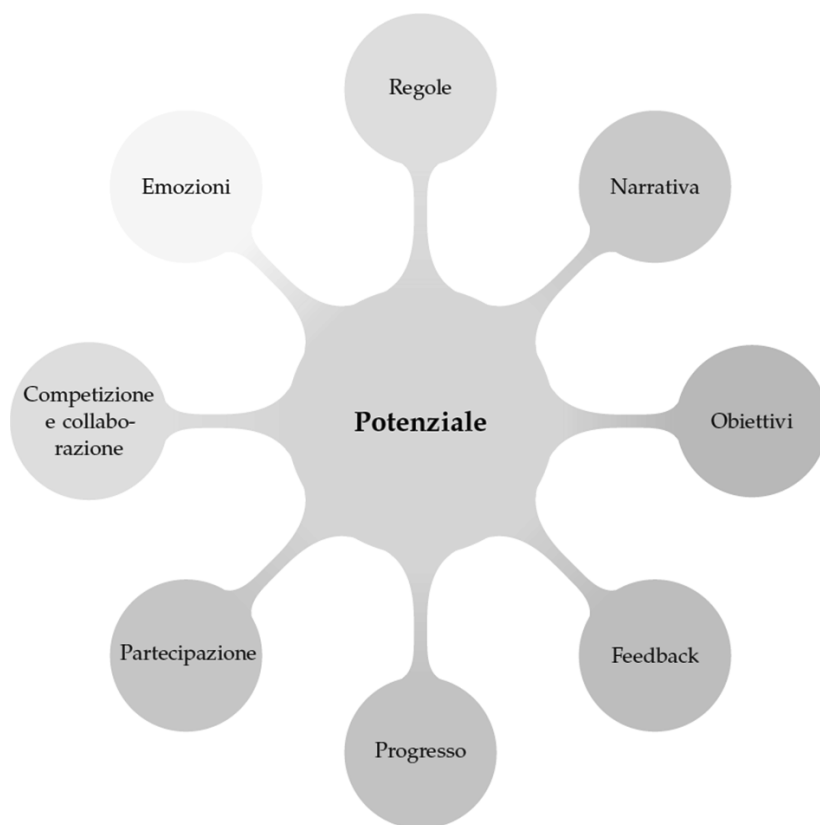 Regole
Emozioni
Narrativa
Competizione
e collabo-
razione
Potenziale
Obiettivi
Partecipazione
Feedback
Progresso